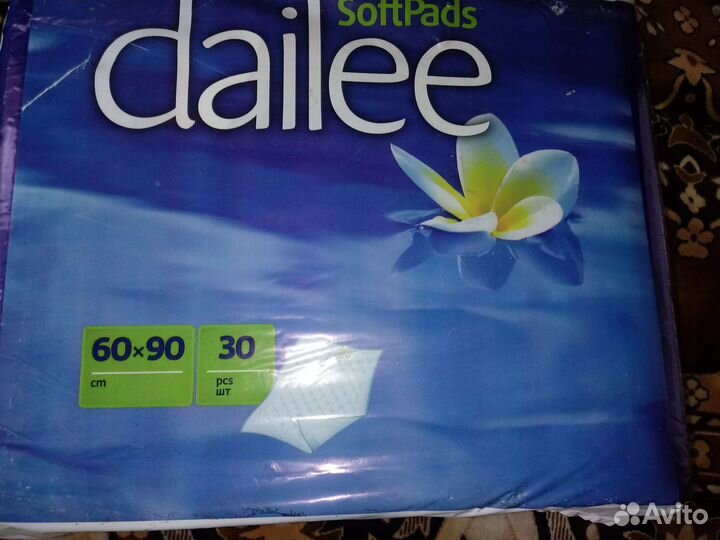 SoftPads
dailee
60×90
cm
30
pcs
шт
Avito